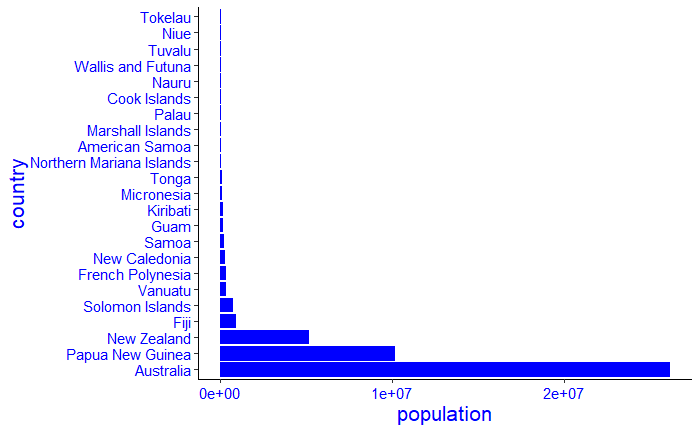 Tokelau
Niue
Tuvalu
Wallis and Futuna
Nauru
Cook Islands
Palau
Marshall Islands
American Samoa
Northern Mariana Islands
Tonga
Micronesia
Kiribati
Guam
Samoa
New Caledonia
French Polynesia
Vanuatu
Solomon Islands
Fiji
New Zealand
Papua New Guinea
Australia
country
0e+00 1e+07 2e+07
population